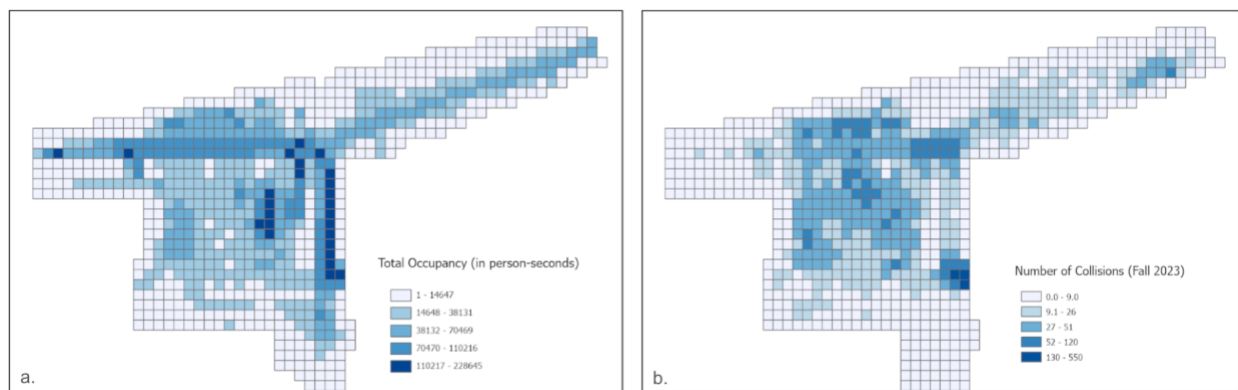 Total Occupancy (in person-seconds)
1 - 14647
14648 - 38131
38132 - 70469
70470 - 110216
110217 - 228645
a.
Number of Collisions (Fall 2023)
0.0 - 9.0
9.1 - 26
27 - 51
52 - 120
130 - 550
b.